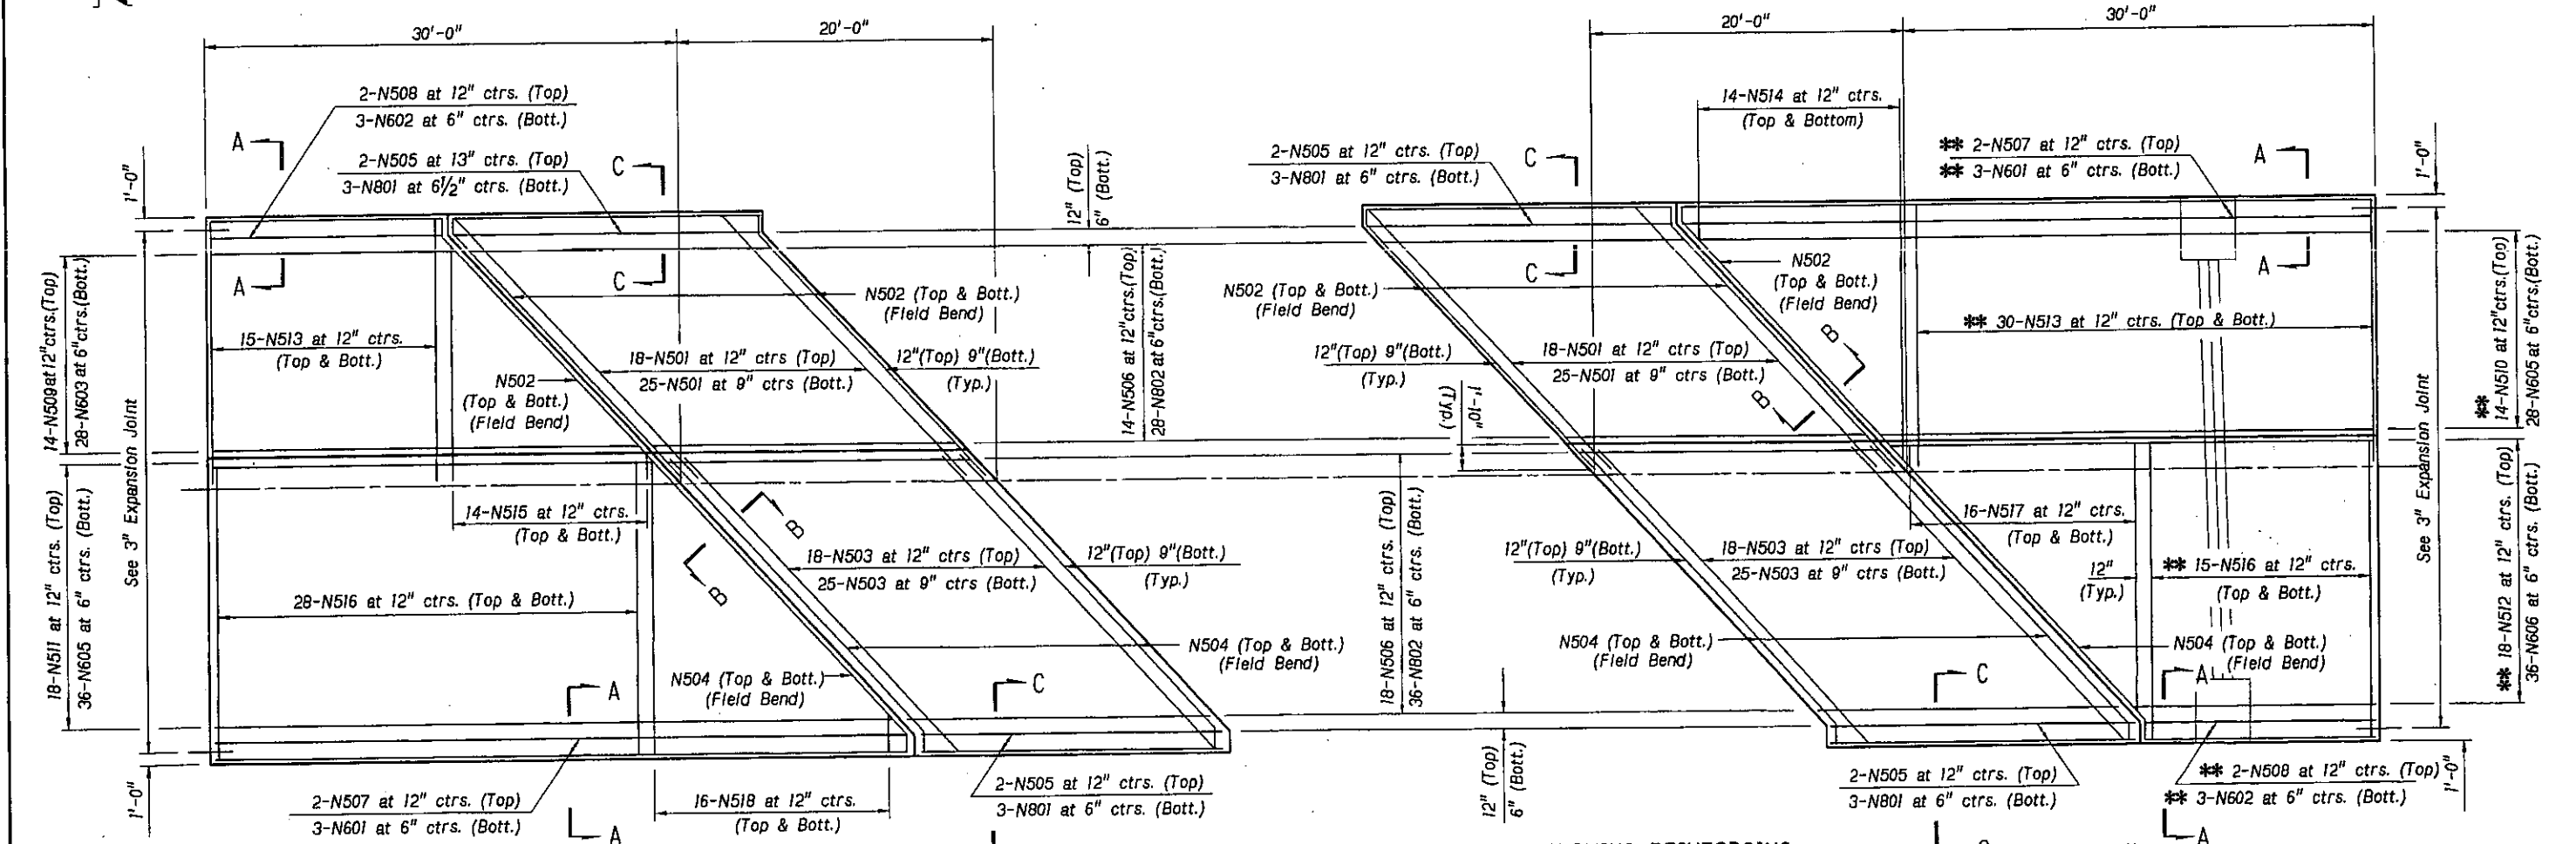 30'-0"
20'-0"
20'-0"
30'-0"
2-N508 at 12" ctrs. (Top)
3-N602 at 6" ctrs. (Bott.)
14-N514 at 12" ctrs.
(Top & Bottom)
A
2-N505 at 13" ctrs. (Top)
3-N801 at 6½" ctrs. (Bott.)
C
12" (Top)
6" (Bott.)
2-N505 at 12" ctrs. (Top)
3-N801 at 6" ctrs. (Bott.)
C
** 2-N507 at 12" ctrs. (Top)
** 3-N601 at 6" ctrs. (Bott.)
A
1'-0"
1'-0"
A
C
N502 (Top & Bott.)
(Field Bend)
N502 (Top & Bott.)
(Field Bend)
C
N502
(Top & Bott.)
(Field Bend)
A
14-N509 at 12" ctrs. (Top)
28-N603 at 6" ctrs. (Bott.)
15-N513 at 12" ctrs.
(Top & Bott.)
18-N501 at 12" ctrs (Top)
25-N501 at 9" ctrs (Bott.)
12"(Top) 9"(Bott.)
(Typ.)
14-N506 at 12" ctrs. (Top)
28-N802 at 6" ctrs. (Bott.)
12"(Top) 9"(Bott.)
(Typ.)
18-N501 at 12" ctrs (Top)
25-N501 at 9" ctrs (Bott.)
B
B
** 30-N513 at 12" ctrs. (Top & Bott.)
**
14-N510 at 12" ctrs. (Top)
28-N605 at 6" ctrs. (Bott.)
N502
(Top & Bott.)
(Field Bend)
1'-10"
(Typ)
See 3" Expansion Joint
See 3" Expansion Joint
18-N511 at 12" ctrs. (Top)
36-N605 at 6" ctrs. (Bott.)
14-N515 at 12" ctrs.
(Top & Bott.)
B
B
18-N503 at 12" ctrs (Top)
25-N503 at 9" ctrs (Bott.)
12"(Top) 9"(Bott.)
(Typ.)
18-N506 at 12" ctrs. (Top)
36-N802 at 6" ctrs. (Bott.)
12"(Top) 9"(Bott.)
(Typ.)
18-N503 at 12" ctrs (Top)
25-N503 at 9" ctrs (Bott.)
16-N517 at 12" ctrs.
(Top & Bott.)
12"
(Typ.)
** 15-N516 at 12" ctrs.
(Top & Bott.)
** 18-N512 at 12" ctrs. (Top)
36-N606 at 6" ctrs. (Bott.)
28-N516 at 12" ctrs. (Top & Bott.)
N504 (Top & Bott.)
(Field Bend)
N504 (Top & Bott.)
(Field Bend)
N504 (Top & Bott.)
(Field Bend)
N504 (Top & Bott.)
(Field Bend)
A
C
C
A
1'-0"
2-N507 at 12" ctrs. (Top)
3-N601 at 6" ctrs. (Bott.)
A
16-N518 at 12" ctrs.
(Top & Bott.)
2-N505 at 12" ctrs. (Top)
3-N801 at 6" ctrs. (Bott.)
12" (Top)
6" (Bott.)
2-N505 at 12" ctrs. (Top)
3-N801 at 6" ctrs. (Bott.)
** 2-N508 at 12" ctrs. (Top)
** 3-N602 at 6" ctrs. (Bott.)
1'-0"
A